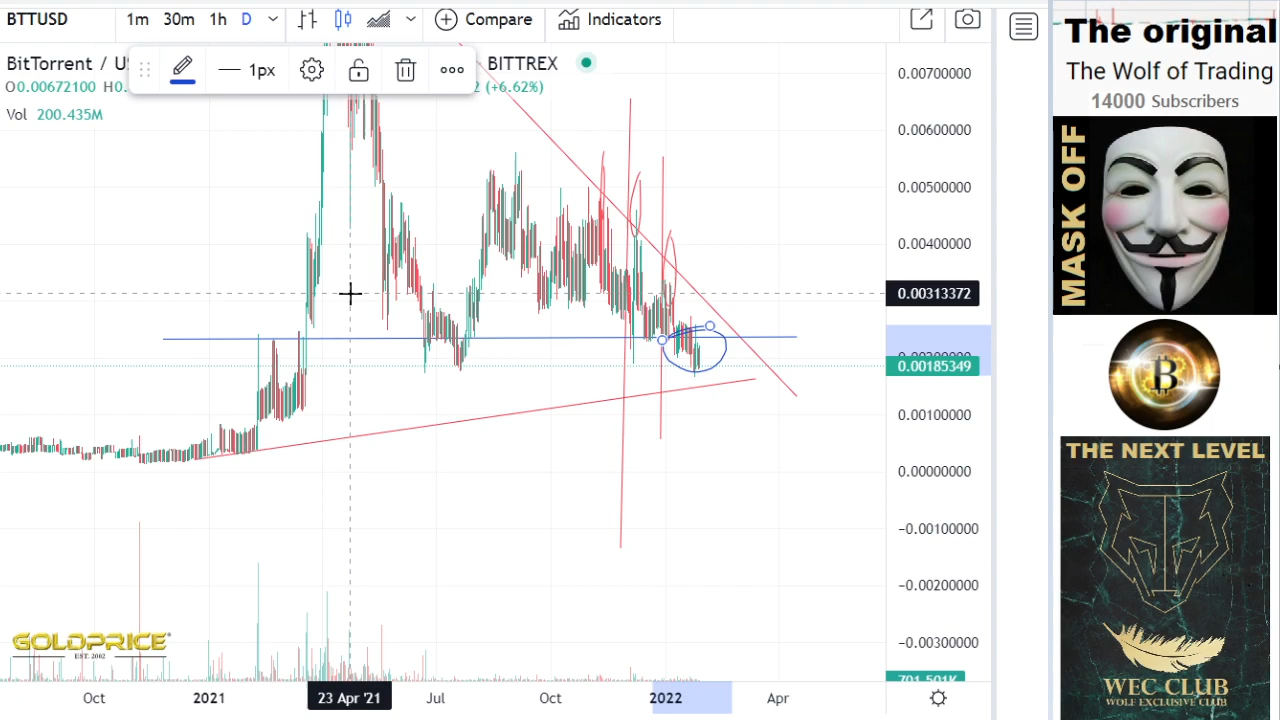 BTTUSD
1m 30m 1h D
Compare
Indicators
BitTorrent / U
1px
BITTREX
O0.00672100 H0. 2 (+6.62%)
Vol 200.435M
0.00700000
0.00600000
0.00500000
0.00400000
0.00313372
0.00185349
0.00100000
0.00000000
−0.00100000
−0.00200000
−0.00300000
701.501K
GOLDPRICE®
EST. 2002
Oct 2021 23 Apr '21 Jul Oct 2022 Apr
The original
The Wolf of Trading
14000 Subscribers
MASK OFF
THE NEXT LEVEL
WEC CLUB
WOLF EXCLUSIVE CLUB